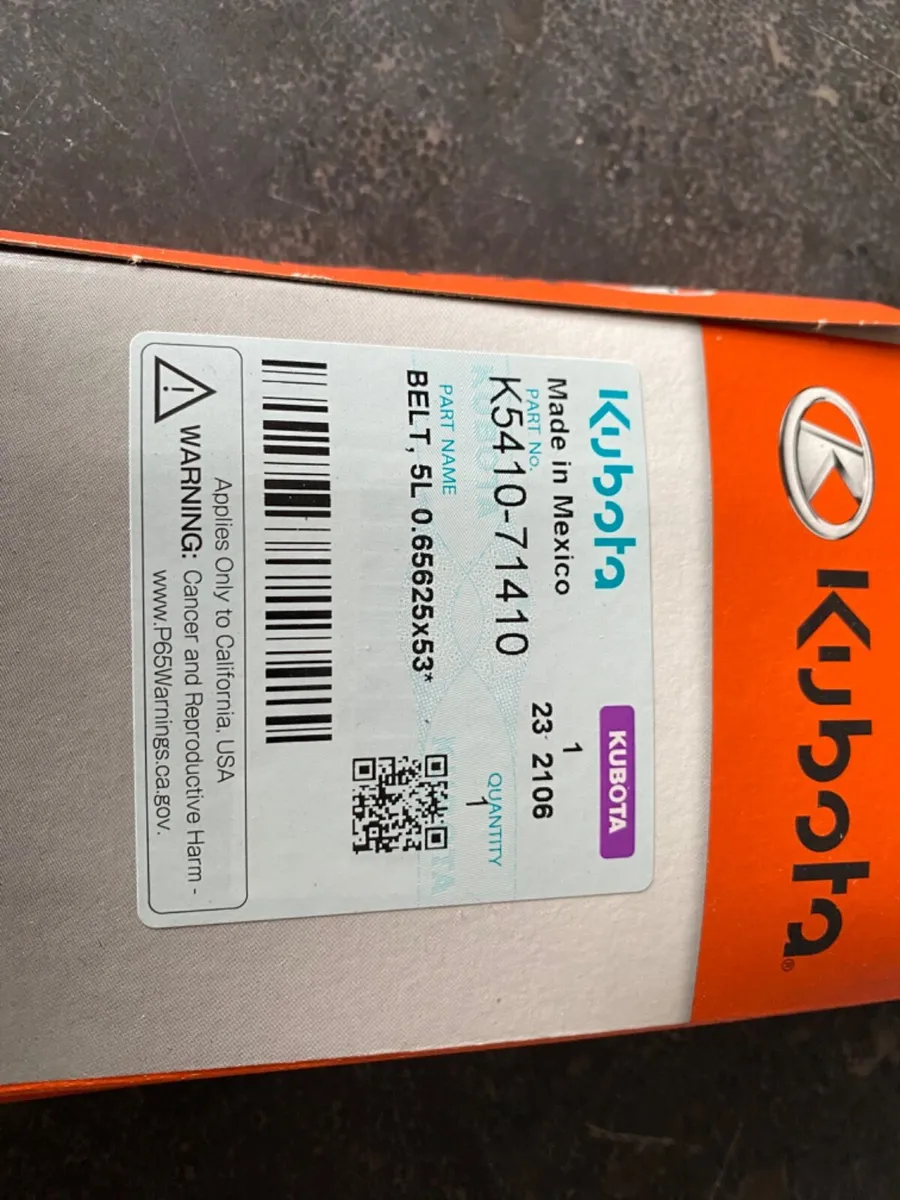 Kubota®
Kubota
KUBOTA
Made in Mexico
1
PART No.
23 2106
K5410-71410
QUANTITY
1
PART NAME
BELT, 5L 0.65625x53*
Applies Only to California, USA
WARNING: Cancer and Reproductive Harm -
www.P65Warnings.ca.gov.